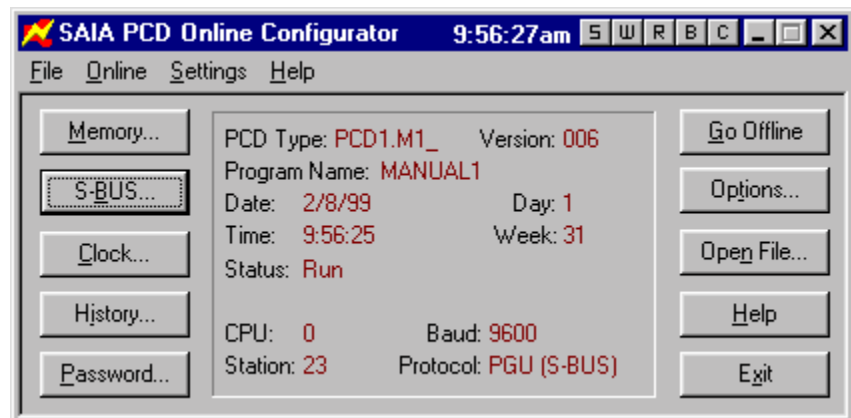 SAIA PCD Online Configurator 9:56:27am S W R B C
File Online Settings Help
Memory...
S-BUS...
Clock...
History...
Password...
PCD Type: PCD1.M1_ Version: 006
Program Name: MANUAL1
Date: 2/8/99 Day: 1
Time: 9:56:25 Week: 31
Status: Run
CPU: 0 Baud: 9600
Station: 23 Protocol: PGU (S-BUS)
Go Offline
Options...
Open File...
Help
Exit